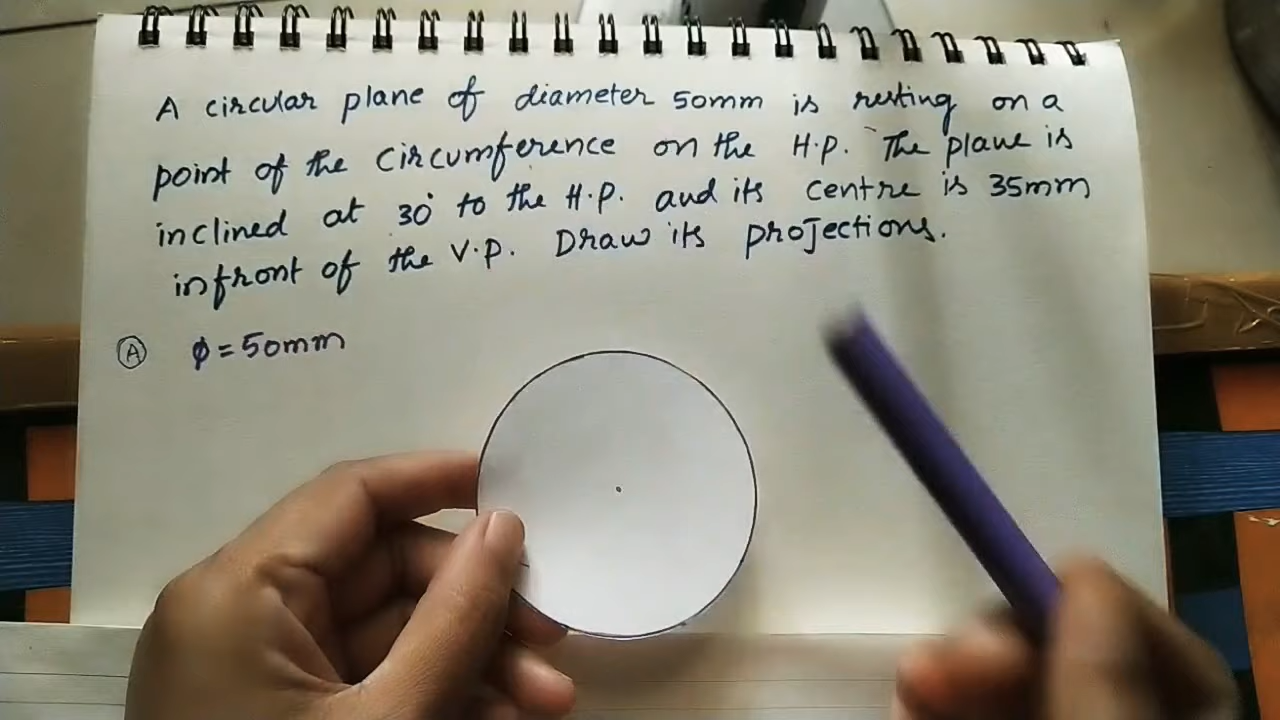 A circular plane of diameter 50mm is resting on a
point of the circumference on the H.P. The plane is
inclined at 30° to the H.P. and its centre is 35mm
infront of the V.P. Draw its projections.
A ϕ = 50mm